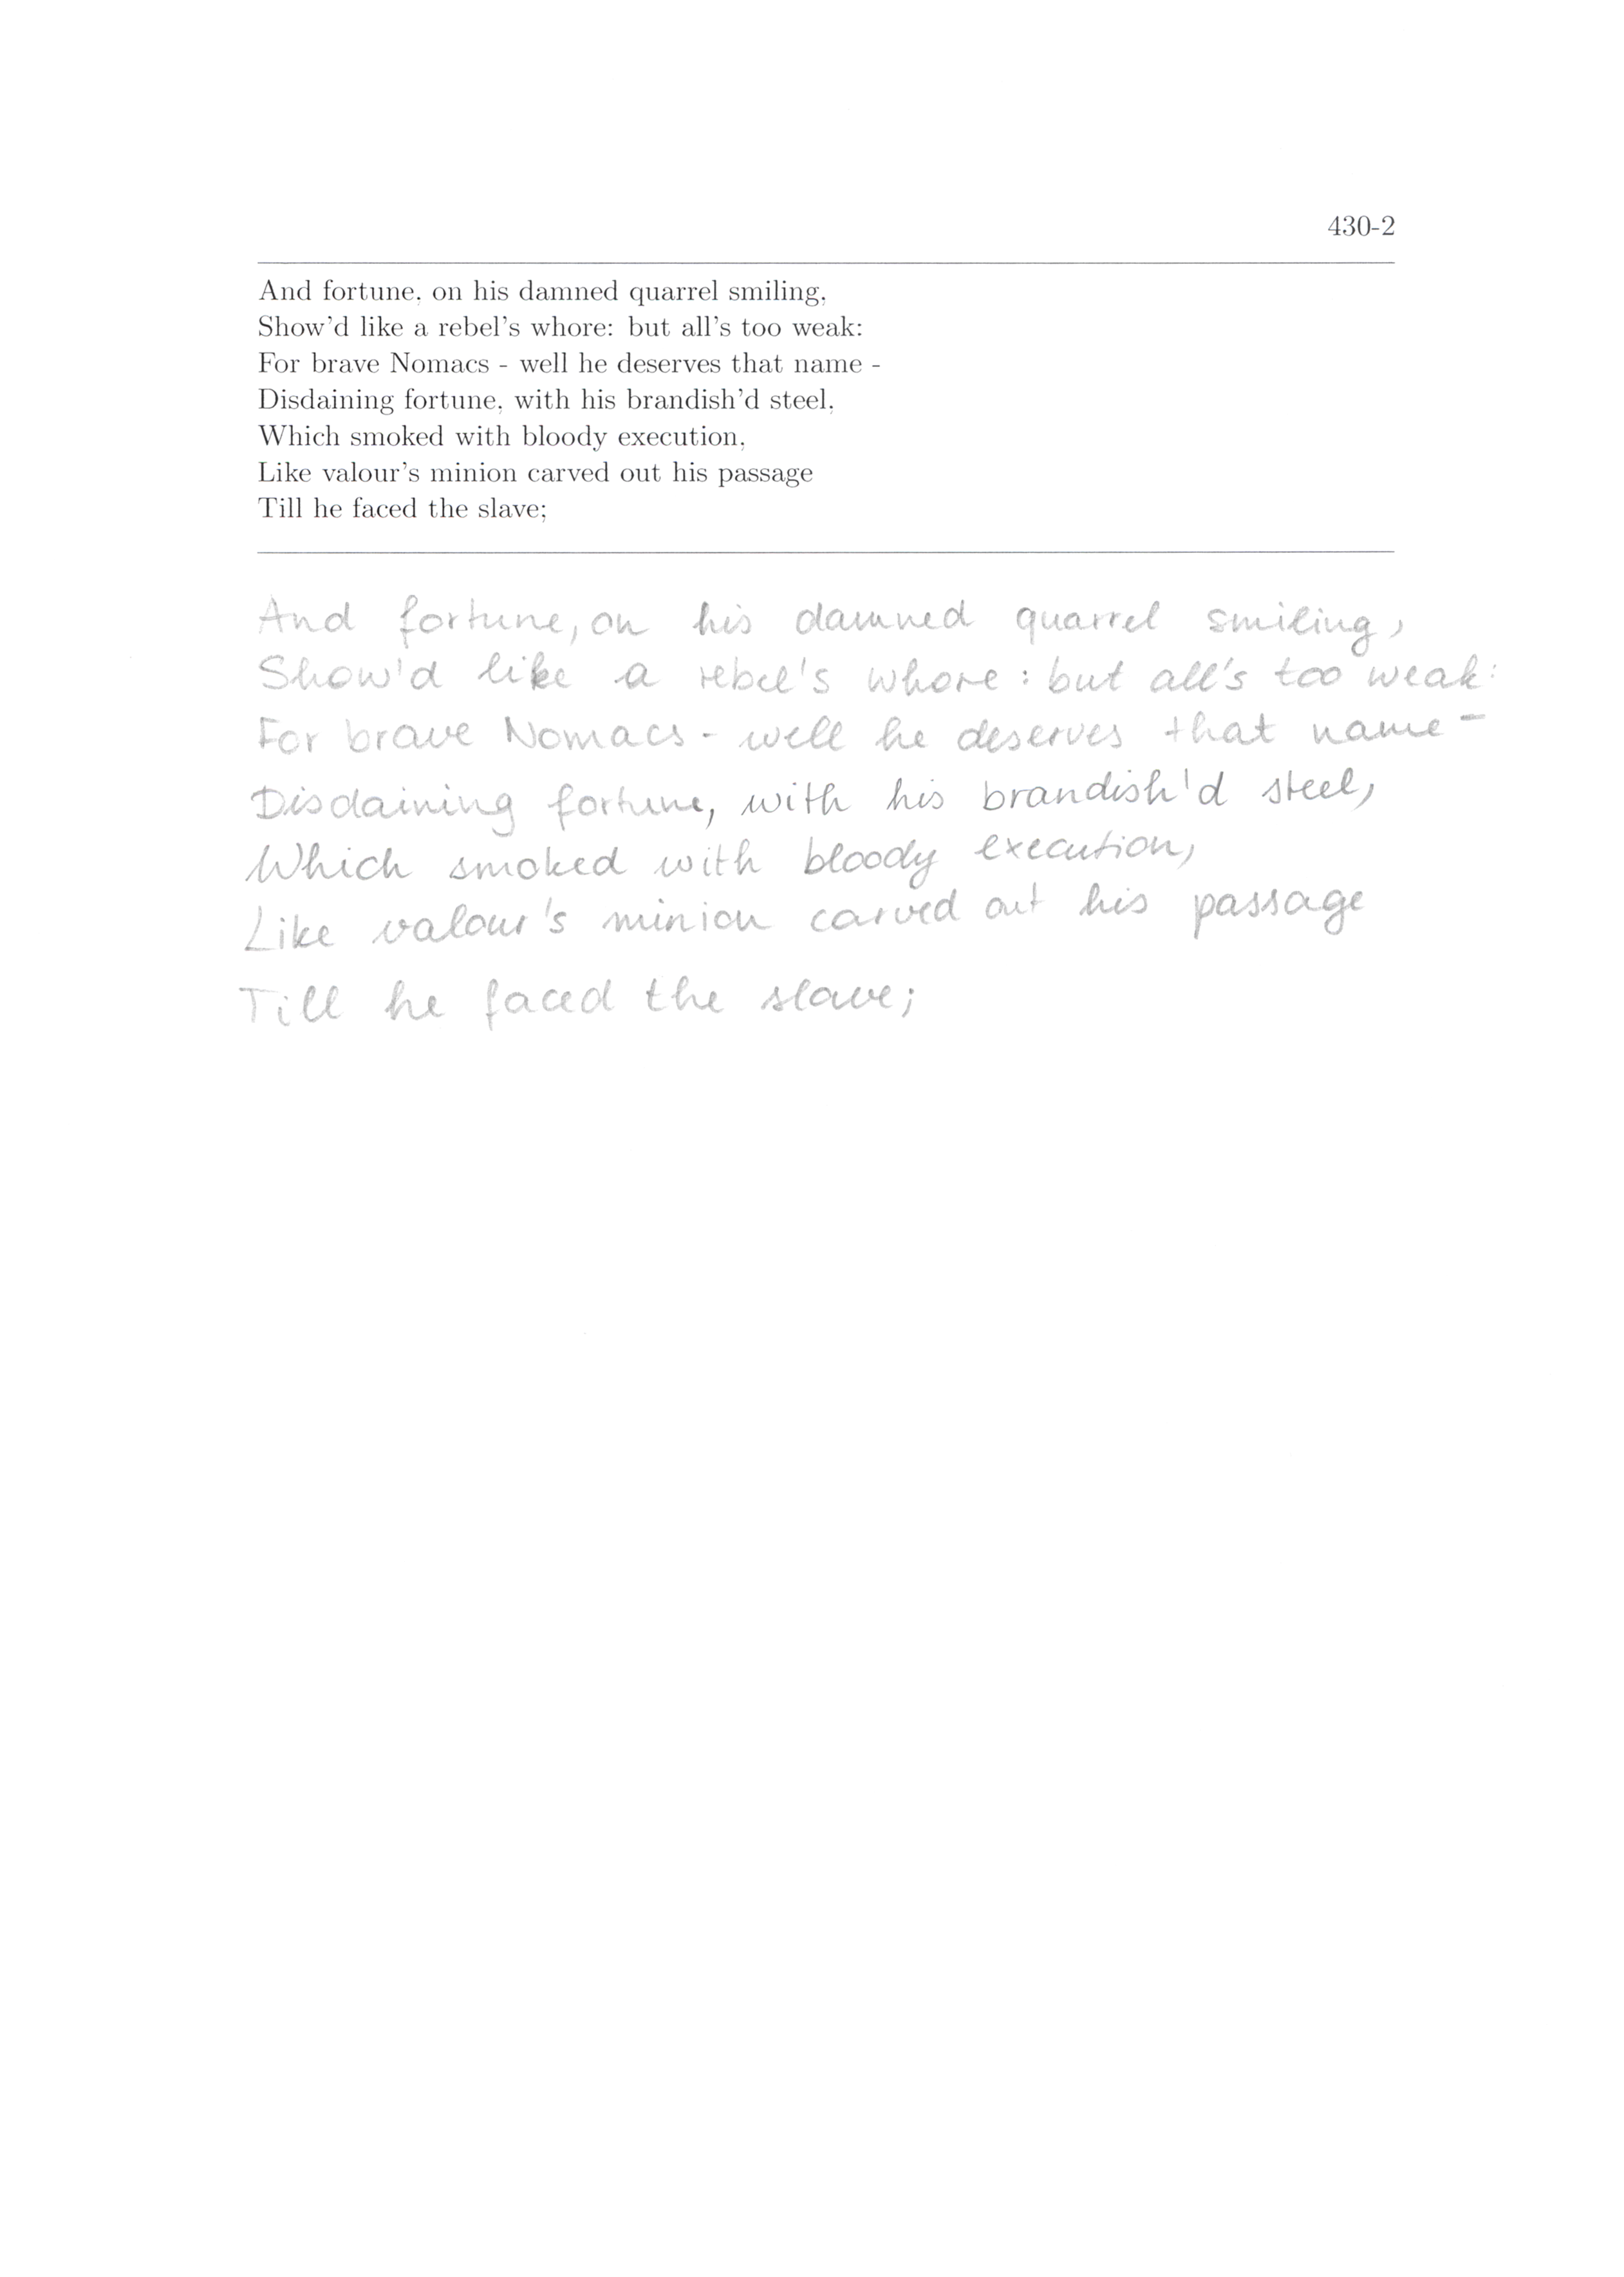 430-2
And fortune, on his damned quarrel smiling,
Show'd like a rebel's whore: but all's too weak:
For brave Nomacs - well he deserves that name -
Disdaining fortune, with his brandish'd steel,
Which smoked with bloody execution,
Like valour's minion carved out his passage
Till he faced the slave;
And fortune, on his damned quarrel smiling,
Show'd like a rebel's whore: but all's too weak:
For brave Nomacs - well he deserves that name -
Disdaining fortune, with his brandish'd steel,
Which smoked with bloody execution,
Like valour's minion carved out his passage
Till he faced the slave;